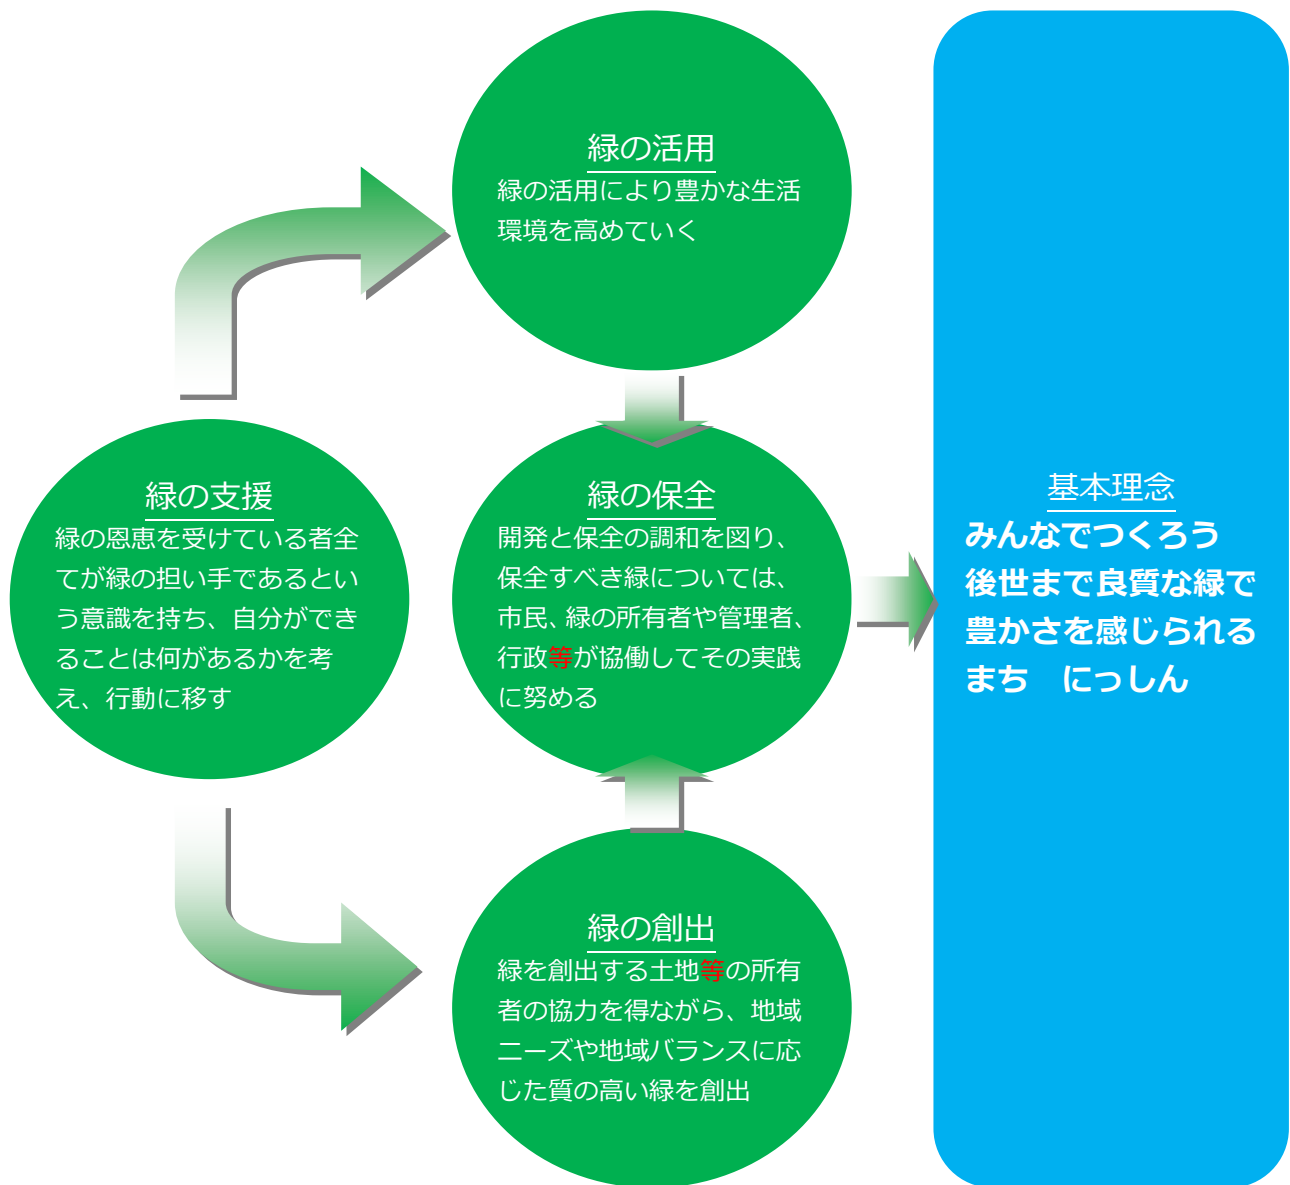 緑の活用
緑の活用により豊かな生活
環境を高めていく
緑の支援
緑の恩恵を受けている者全
てが緑の担い手であるとい
う意識を持ち、自分ができ
ることは何があるかを考
え、行動に移す
緑の保全
開発と保全の調和を図り、
保全すべき緑については、
市民、緑の所有者や管理者、
行政等が協働してその実践
に努める
緑の創出
緑を創出する土地等の所有
者の協力を得ながら、地域
ニーズや地域バランスに応
じた質の高い緑を創出
基本理念
みんなでつくろう
後世まで良質な緑で
豊かさを感じられる
まち　にっしん